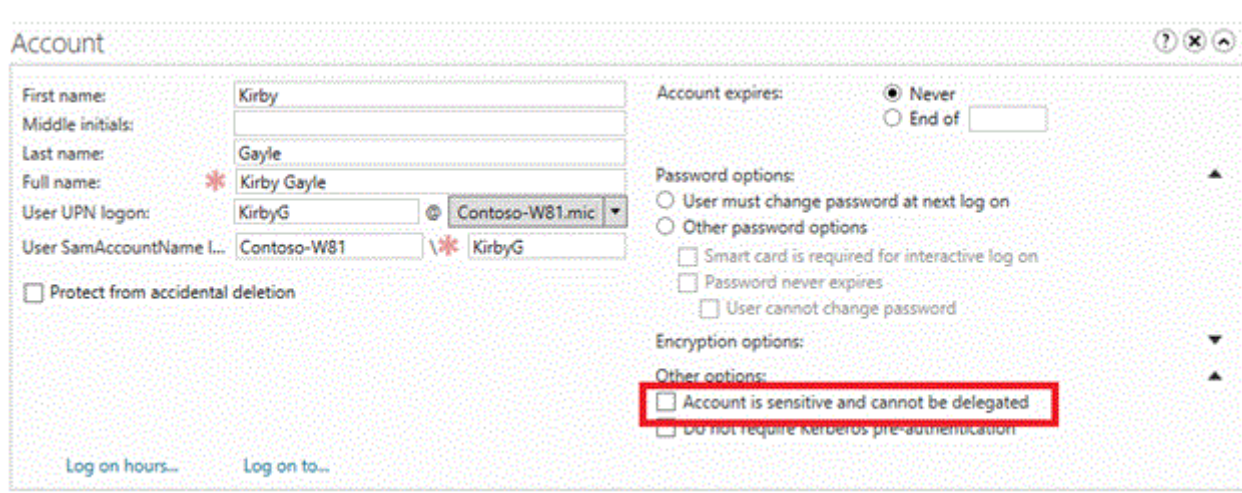 Account
First name:
Kirby
Middle initials:
Last name:
Gayle
Full name:
Kirby Gayle
User UPN logon:
KirbyG
@
Contoso-W81.mic
User SamAccountName l...
Contoso-W81
\
KirbyG
Protect from accidental deletion
Log on hours...
Log on to...
Account expires:
Never
End of
Password options:
User must change password at next log on
Other password options
Smart card is required for interactive log on
Password never expires
User cannot change password
Encryption options:
Other options:
Account is sensitive and cannot be delegated
Do not require Kerberos pre-authentication